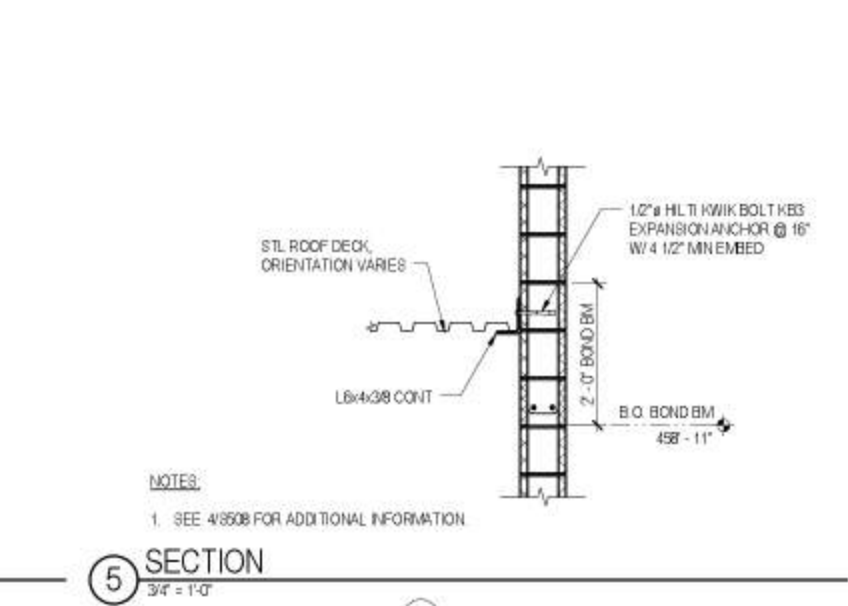 1/2"ø HILTI KWIK BOLT KB3
EXPANSION ANCHOR @ 16"
W/ 4 1/2" MIN EMBED
STL ROOF DECK,
ORIENTATION VARIES
2' - 0" BOND BM
L6x4x3/8 CONT
B.O. BOND BM
458' - 11"
NOTES:
1. SEE 4/S508 FOR ADDITIONAL INFORMATION
5
SECTION
3/4" = 1'-0"